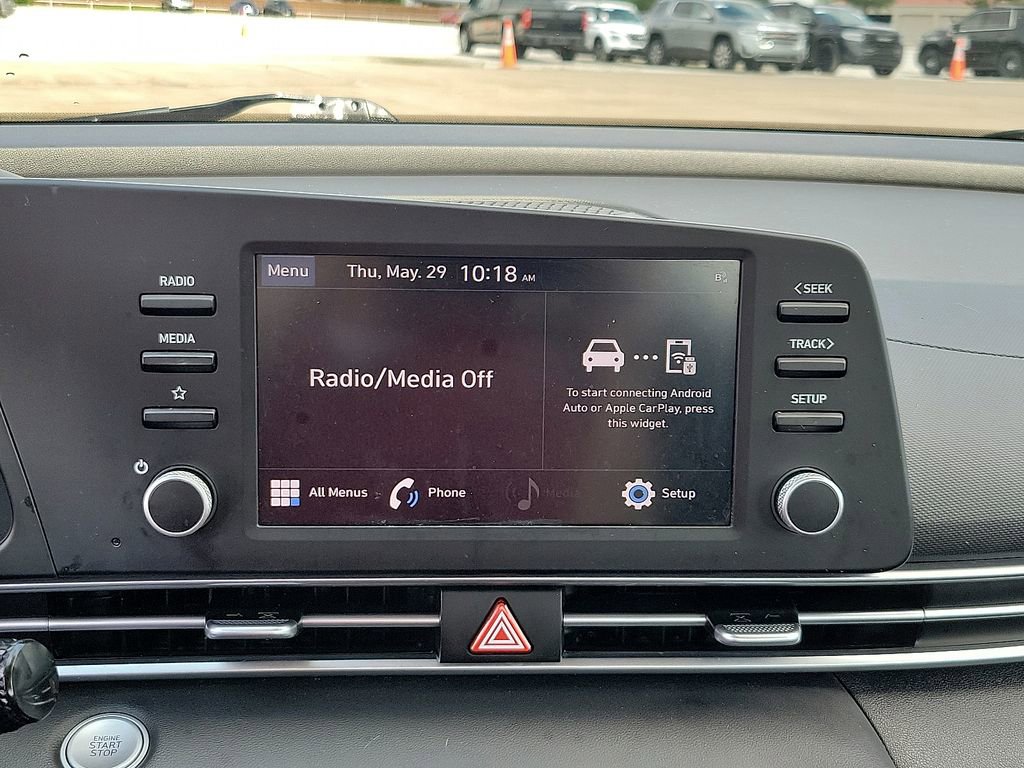 RADIO
MEDIA
Menu
Thu, May. 29 10:18 AM
B
Radio/Media Off
To start connecting Android
Auto or Apple CarPlay, press
this widget.
All Menus
Phone
Media
Setup
<SEEK
TRACK>
SETUP
ENGINE
START
STOP